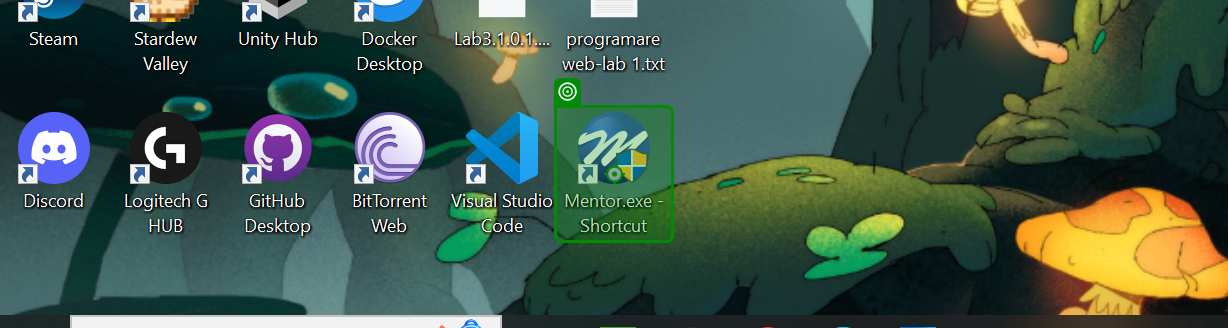 Steam
Stardew
Valley
Unity Hub
Docker
Desktop
Lab3.1.0.1....
programare
web-lab 1.txt
Discord
Logitech G
HUB
GitHub
Desktop
BitTorrent
Web
Visual Studio
Code
Mentor.exe -
Shortcut